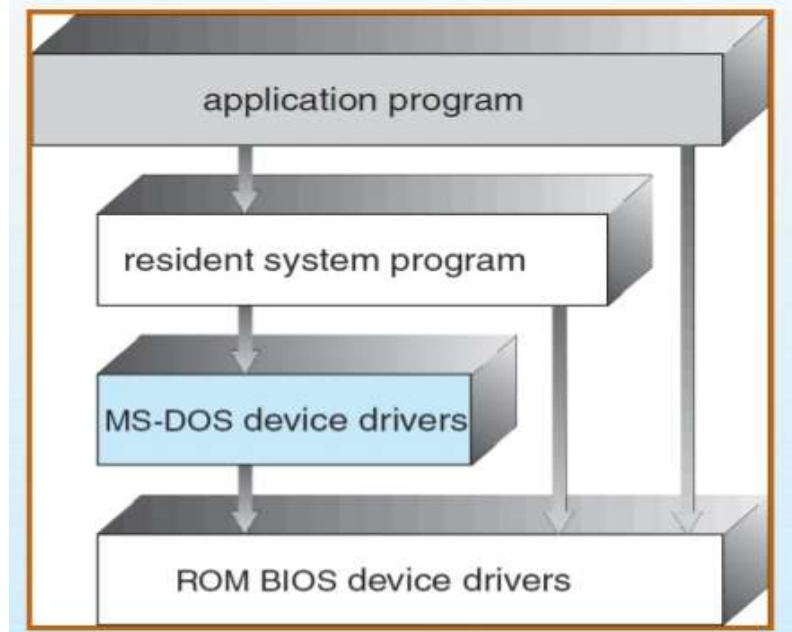 application program
resident system program
MS-DOS device drivers
ROM BIOS device drivers